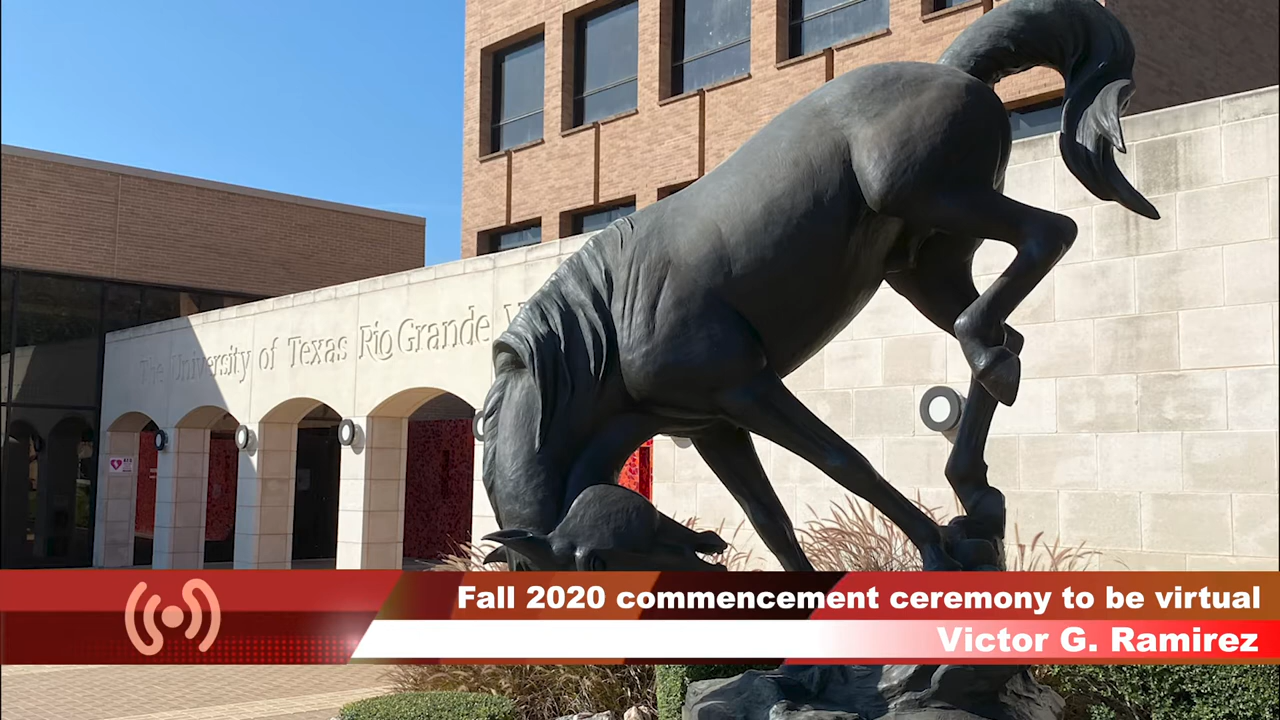 The University of Texas Rio Grande
Fall 2020 commencement ceremony to be virtual
Victor G. Ramirez